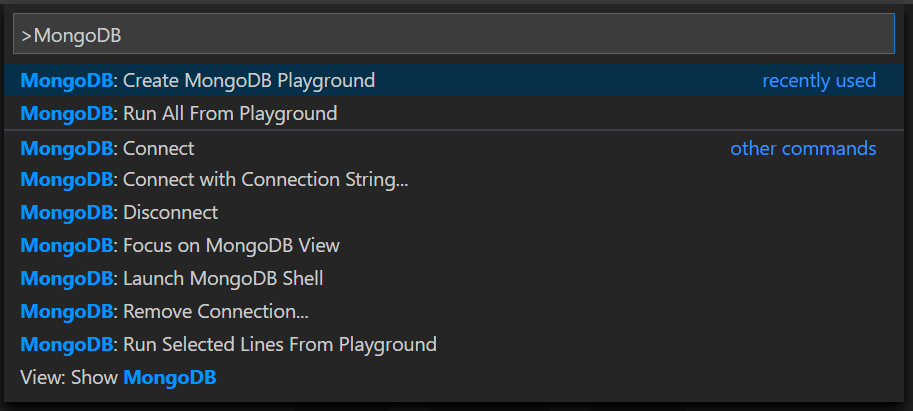 >MongoDB
MongoDB: Create MongoDB Playground recently used
MongoDB: Run All From Playground
MongoDB: Connect other commands
MongoDB: Connect with Connection String...
MongoDB: Disconnect
MongoDB: Focus on MongoDB View
MongoDB: Launch MongoDB Shell
MongoDB: Remove Connection...
MongoDB: Run Selected Lines From Playground
View: Show MongoDB